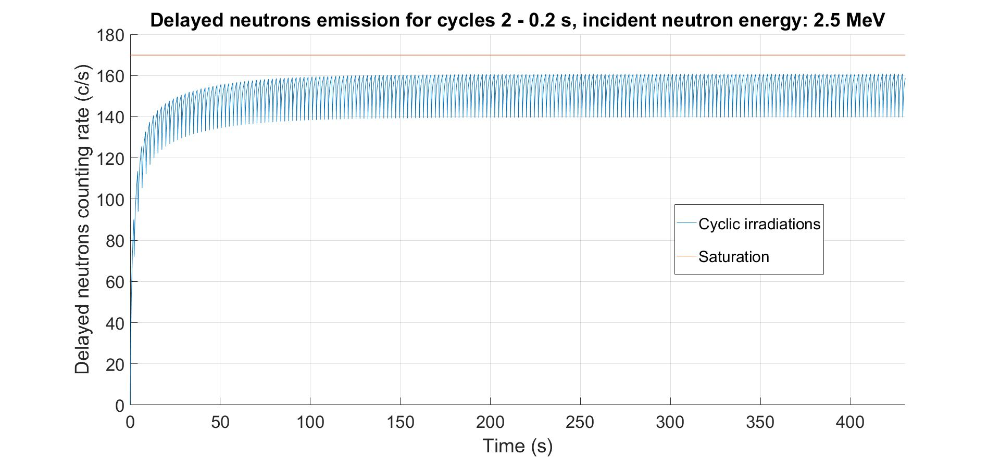 Delayed neutrons emission for cycles 2 - 0.2 s, incident neutron energy: 2.5 MeV
Delayed neutrons counting rate (c/s)
180
160
140
120
100
80
60
40
20
0
Cyclic irradiations
Saturation
0 50 100 150 200 250 300 350 400
Time (s)